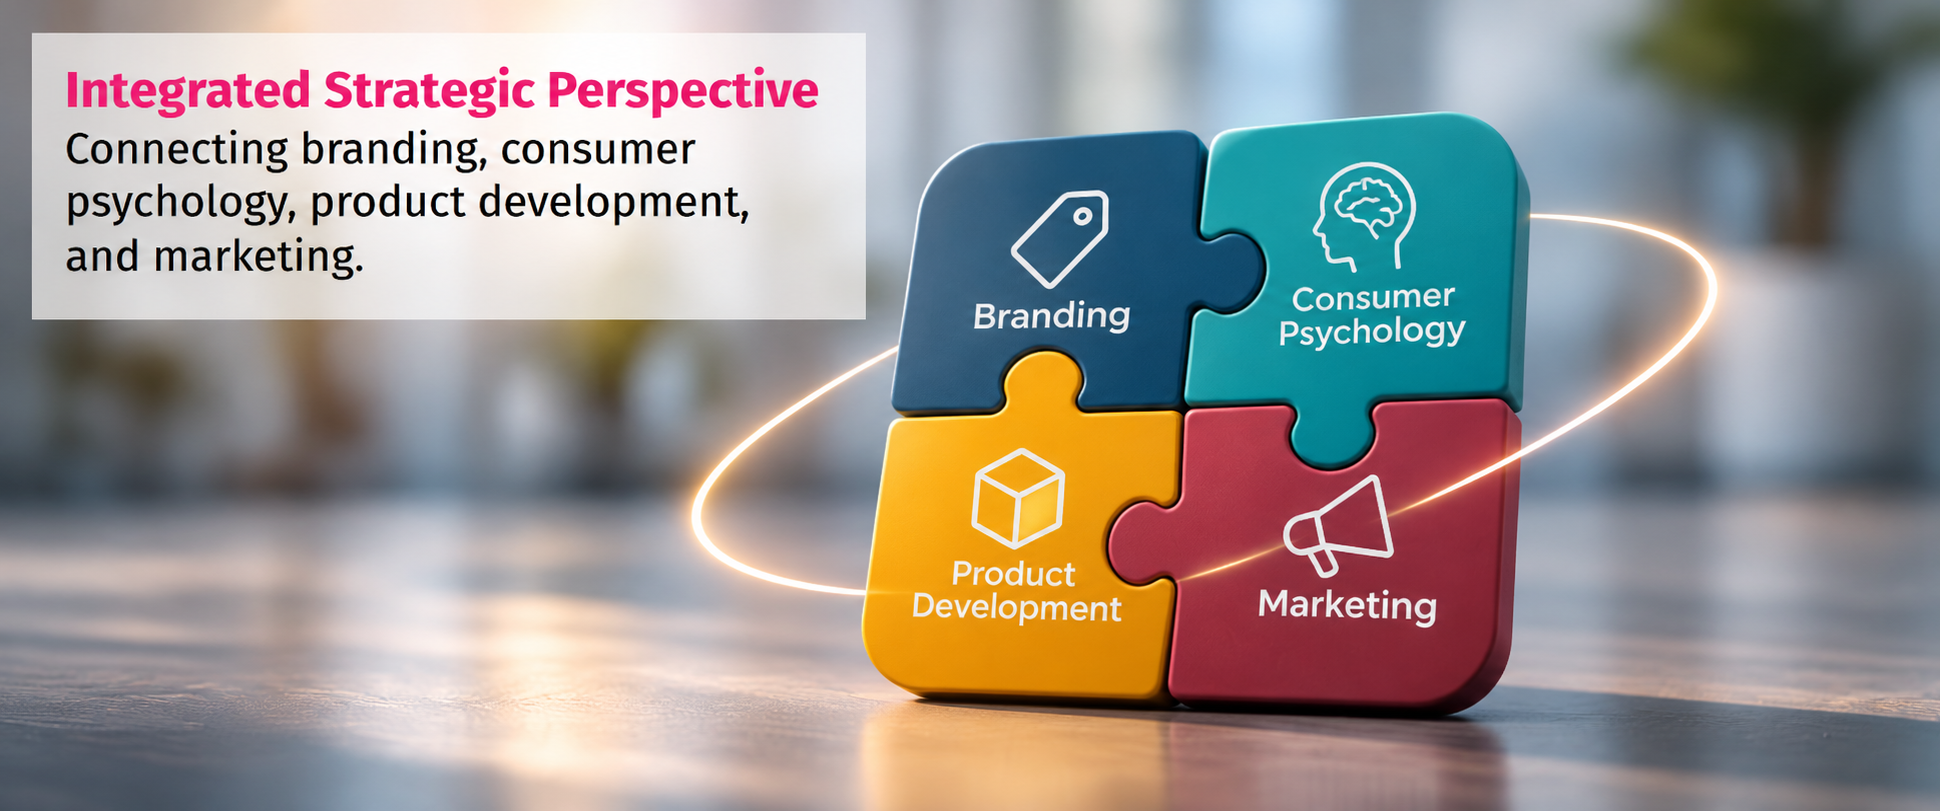 Integrated Strategic Perspective
Connecting branding, consumer
psychology, product development,
and marketing.
Branding
Consumer
Psychology
Product
Development
Marketing